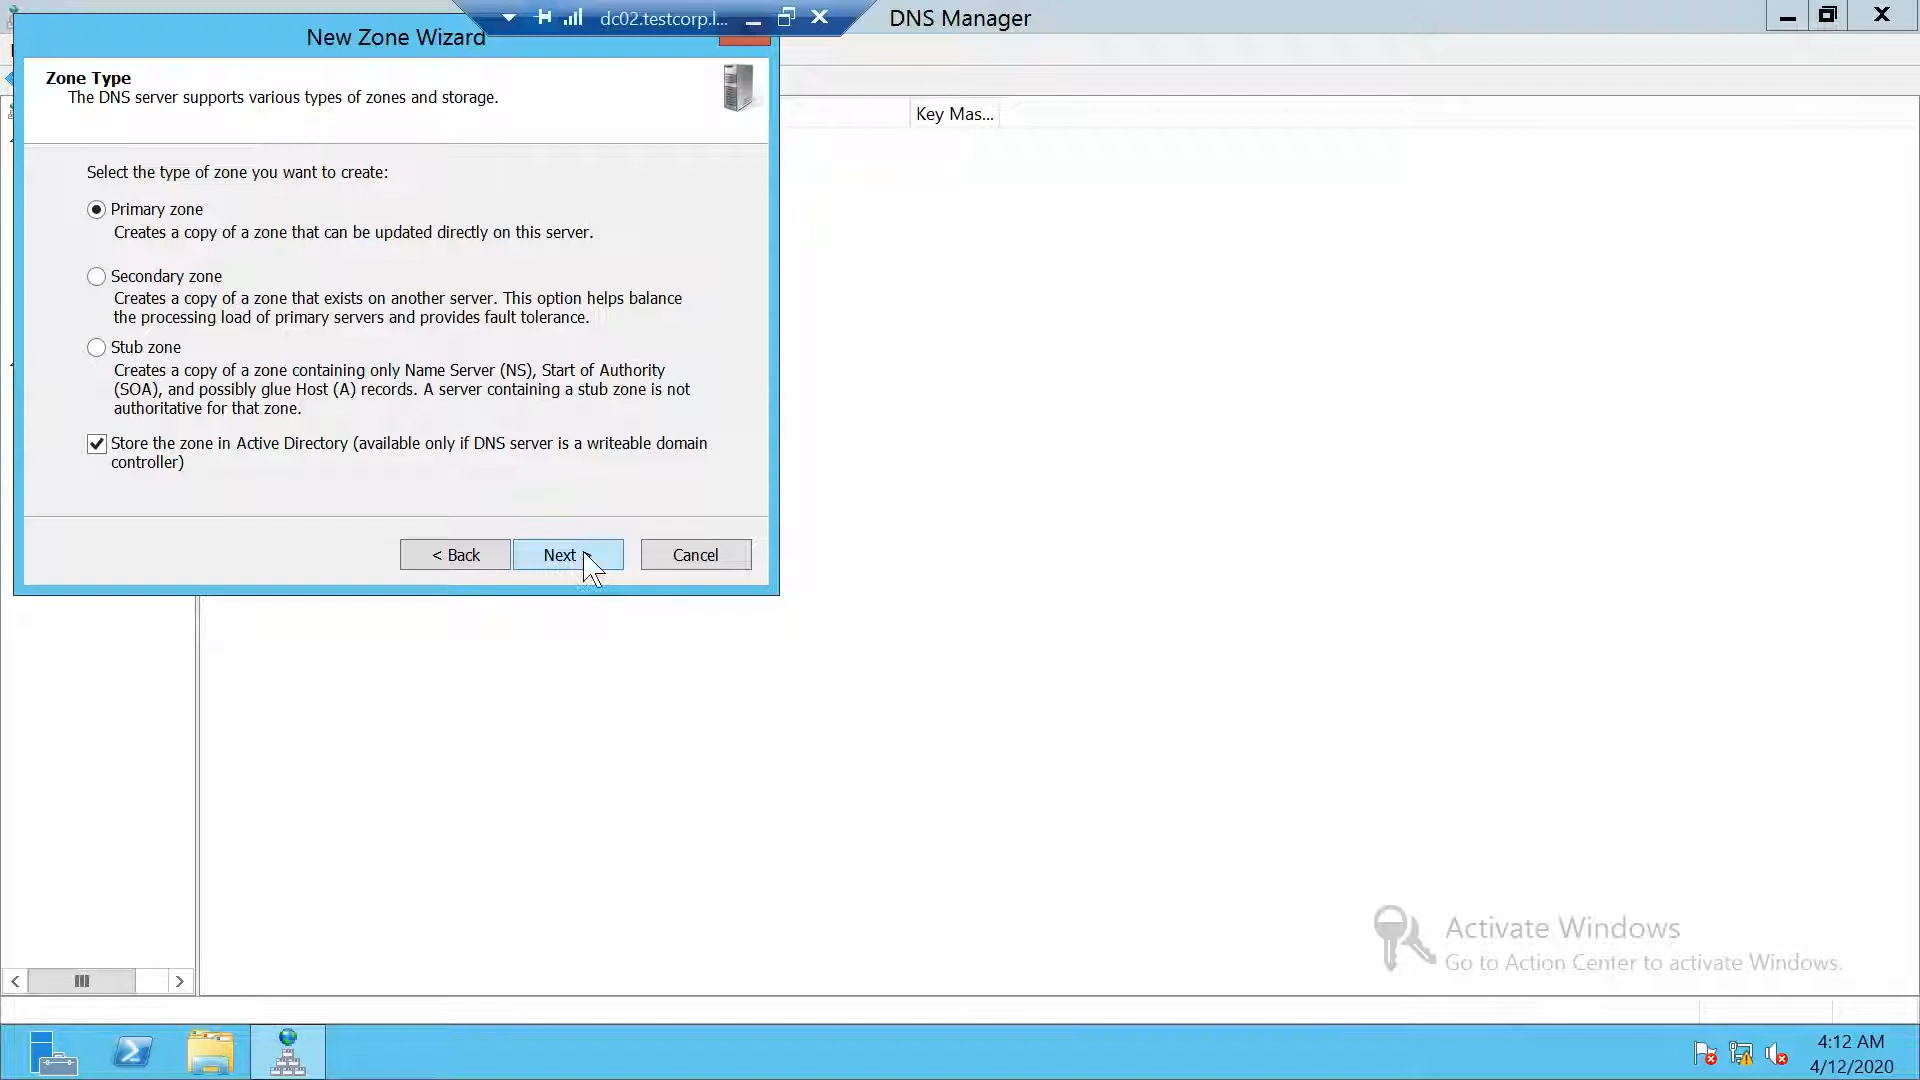 dc02.testcorp.l...
DNS Manager
New Zone Wizard
Zone Type
The DNS server supports various types of zones and storage.
Key Mas...
Select the type of zone you want to create:
Primary zone
Creates a copy of a zone that can be updated directly on this server.
Secondary zone
Creates a copy of a zone that exists on another server. This option helps balance
the processing load of primary servers and provides fault tolerance.
Stub zone
Creates a copy of a zone containing only Name Server (NS), Start of Authority
(SOA), and possibly glue Host (A) records. A server containing a stub zone is not
authoritative for that zone.
Store the zone in Active Directory (available only if DNS server is a writeable domain
controller)
< Back
Next >
Cancel
Activate Windows
Go to Action Center to activate Windows.
4:12 AM
4/12/2020